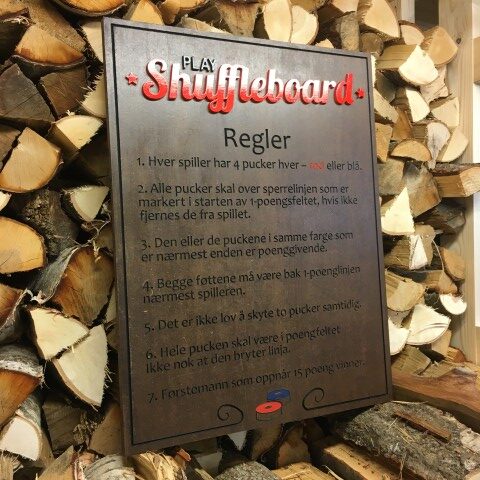 PLAY
Shuffleboard
Regler
1. Hver spiller har 4 pucker hver – rød eller blå.
2. Alle pucker skal over sperrelinjen som er
markert i starten av 1-poengsfeltet, hvis ikke
fjernes de fra spillet.
3. Den eller de puckene i samme farge som
er nærmest enden er poenggivende.
4. Begge føttene må være bak 1-poenglinjen
nærmest spilleren.
5. Det er ikke lov å skyte to pucker samtidig.
6. Hele pucken skal være i poengfeltet
ikke nok at den bryter linja.
7. Førstemann som oppnår 15 poeng vinner.